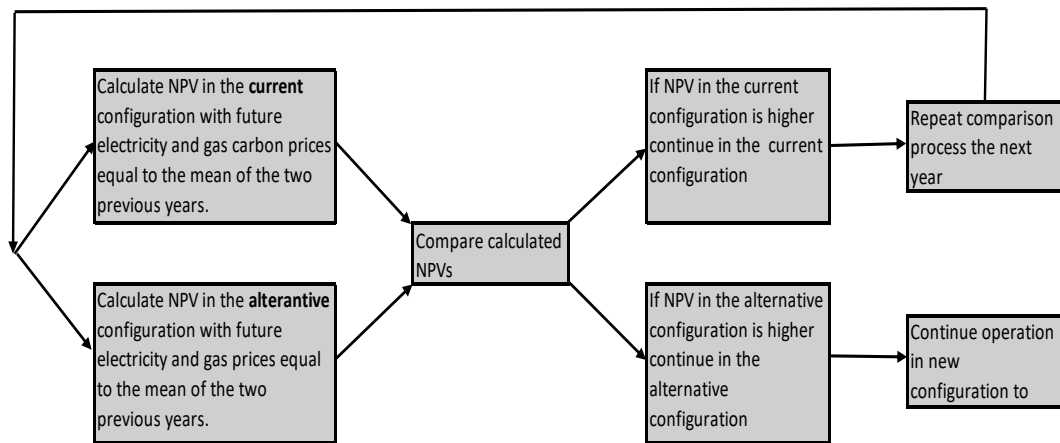 Calculate NPV in the current
configuration with future
electricity and gas carbon prices
equal to the mean of the two
previous years.
Calculate NPV in the alterantive
configuration with future
electricity and gas prices equal
to the mean of the two
previous years.
Compare calculated
NPVs
If NPV in the current
configuration is higher
continue in the current
configuration
If NPV in the alternative
configuration is higher
continue in the
alternative
configuration
Repeat comparison
process the next
year
Continue operation
in new
configuration to